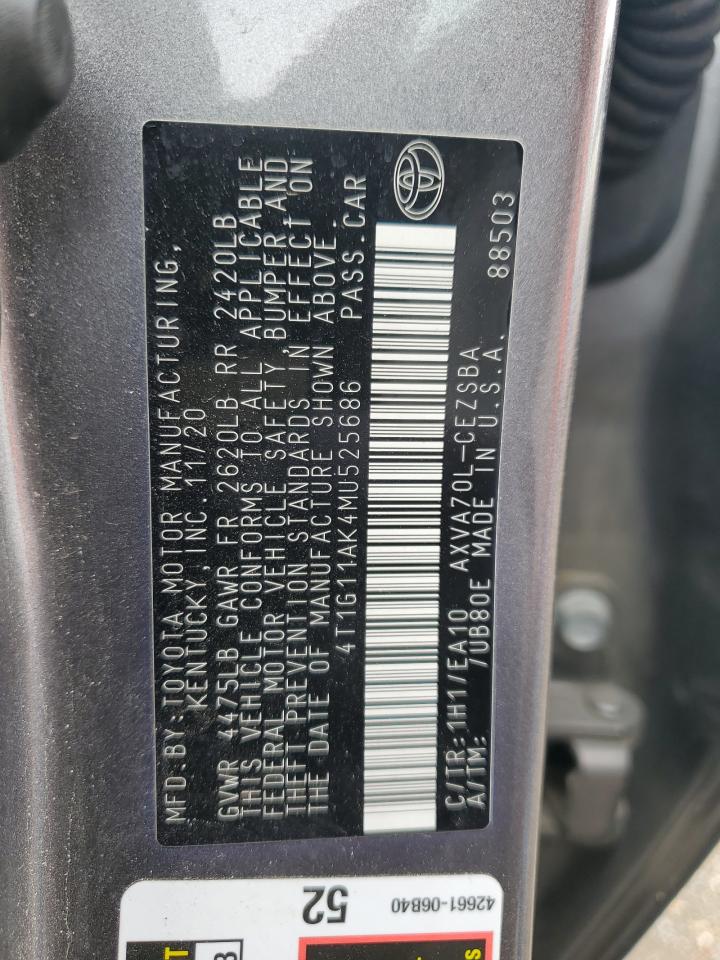 MFD.BY:TOYOTA MOTOR MANUFACTURING,
KENTUCKY, INC. 11/20
GVWR 4475LB GAWR FR 2620LB RR 2420LB
THIS VEHICLE CONFORMS TO ALL APPLICABLE
FEDERAL MOTOR VEHICLE SAFETY,BUMPER,AND
THEFT PREVENTION STANDARDS IN EFFECT ON
THE DATE OF MANUFACTURE SHOWN ABOVE.
4T1G11AK4MU525686 PASS.CAR
C/TR:1H1/EA10 AXVA70L-CEZSBA
A/TM: /UB80E MADE IN U.S.A. 88503
52
42661-06B40